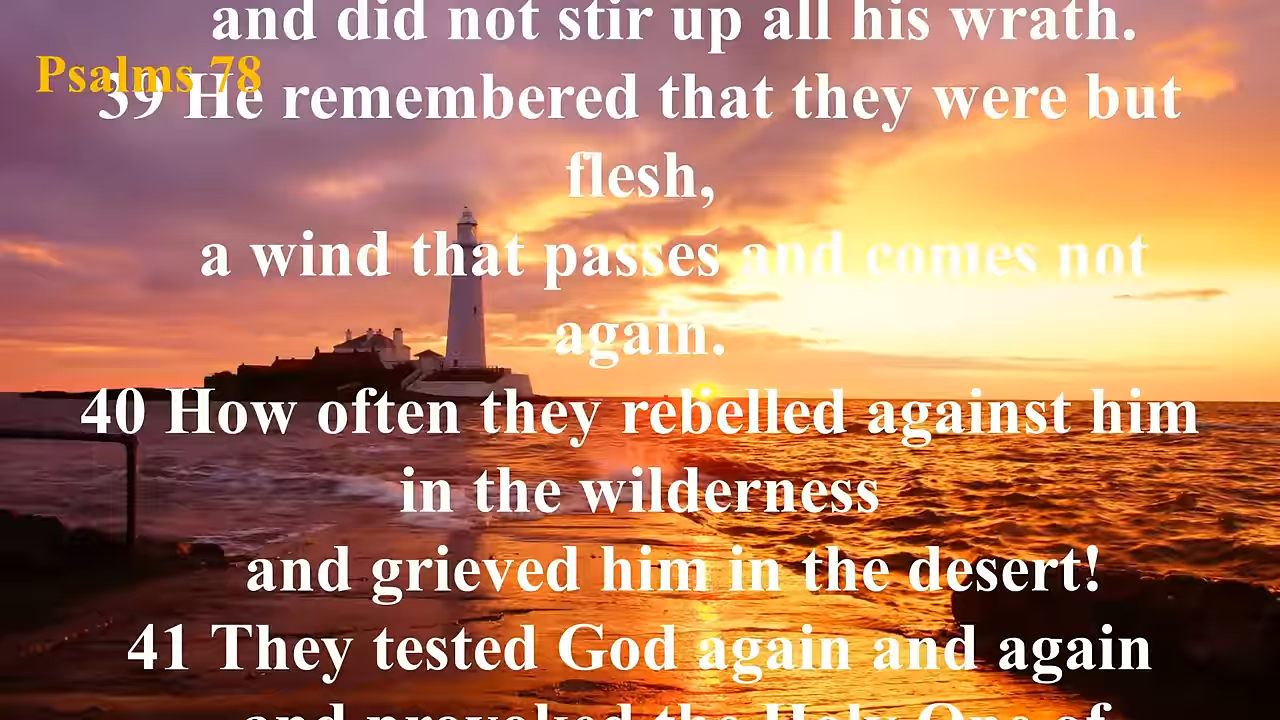 and did not stir up all his wrath.
Psalms 78
39 He remembered that they were but
flesh,
a wind that passes and comes not
again.
40 How often they rebelled against him
in the wilderness
and grieved him in the desert!
41 They tested God again and again
and provoked the Holy One of